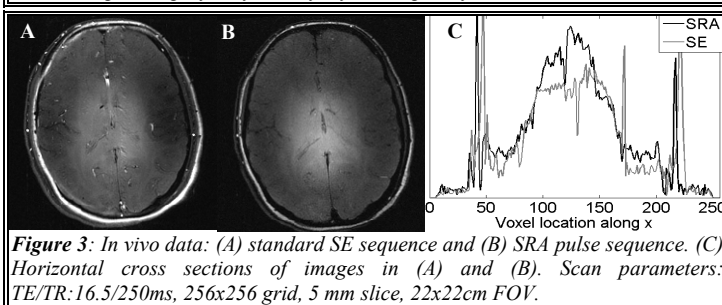 A
B
C
SRA
SE
0
50
100
150
200
250
Voxel location along x
Figure 3: In vivo data: (A) standard SE sequence and (B) SRA pulse sequence. (C)
Horizontal cross sections of images in (A) and (B). Scan parameters:
TE/TR:16.5/250ms, 256x256 grid, 5 mm slice, 22x22cm FOV.